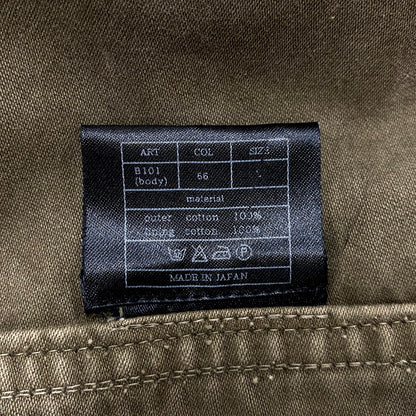 ART COL SIZE
B101 66
(body)
material
outer cotton 100%
lining cotton 100%
P
MADE IN JAPAN